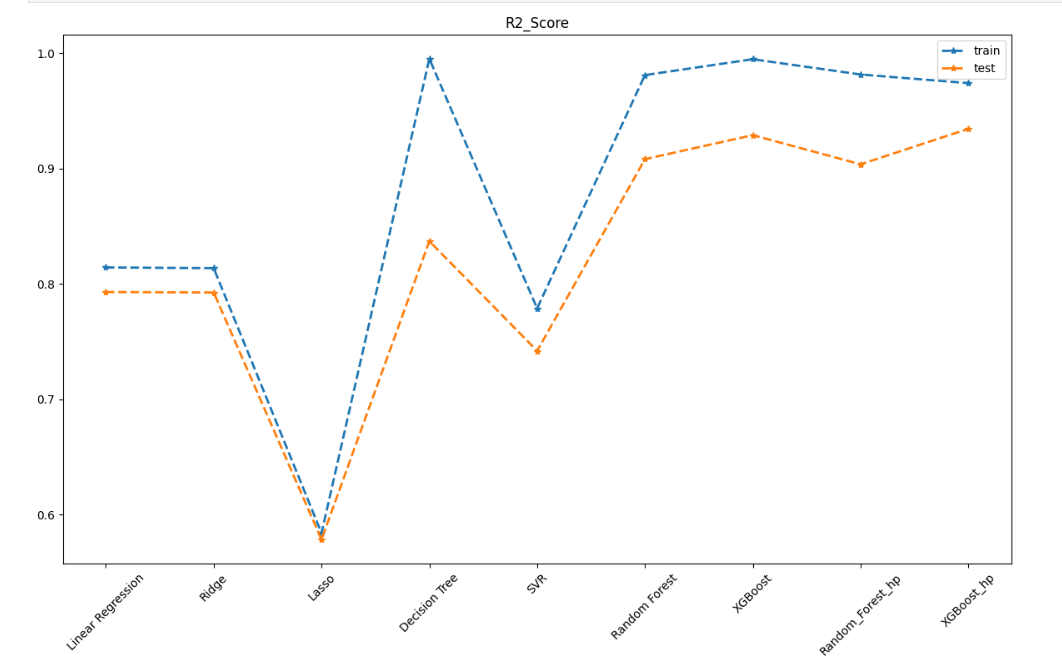 R2_Score
1.0
0.9
0.8
0.7
0.6
train
test
Linear Regression
Ridge
Lasso
Decision Tree
SVR
Random Forest
XGBoost
Random_Forest_hp
XGBoost_hp